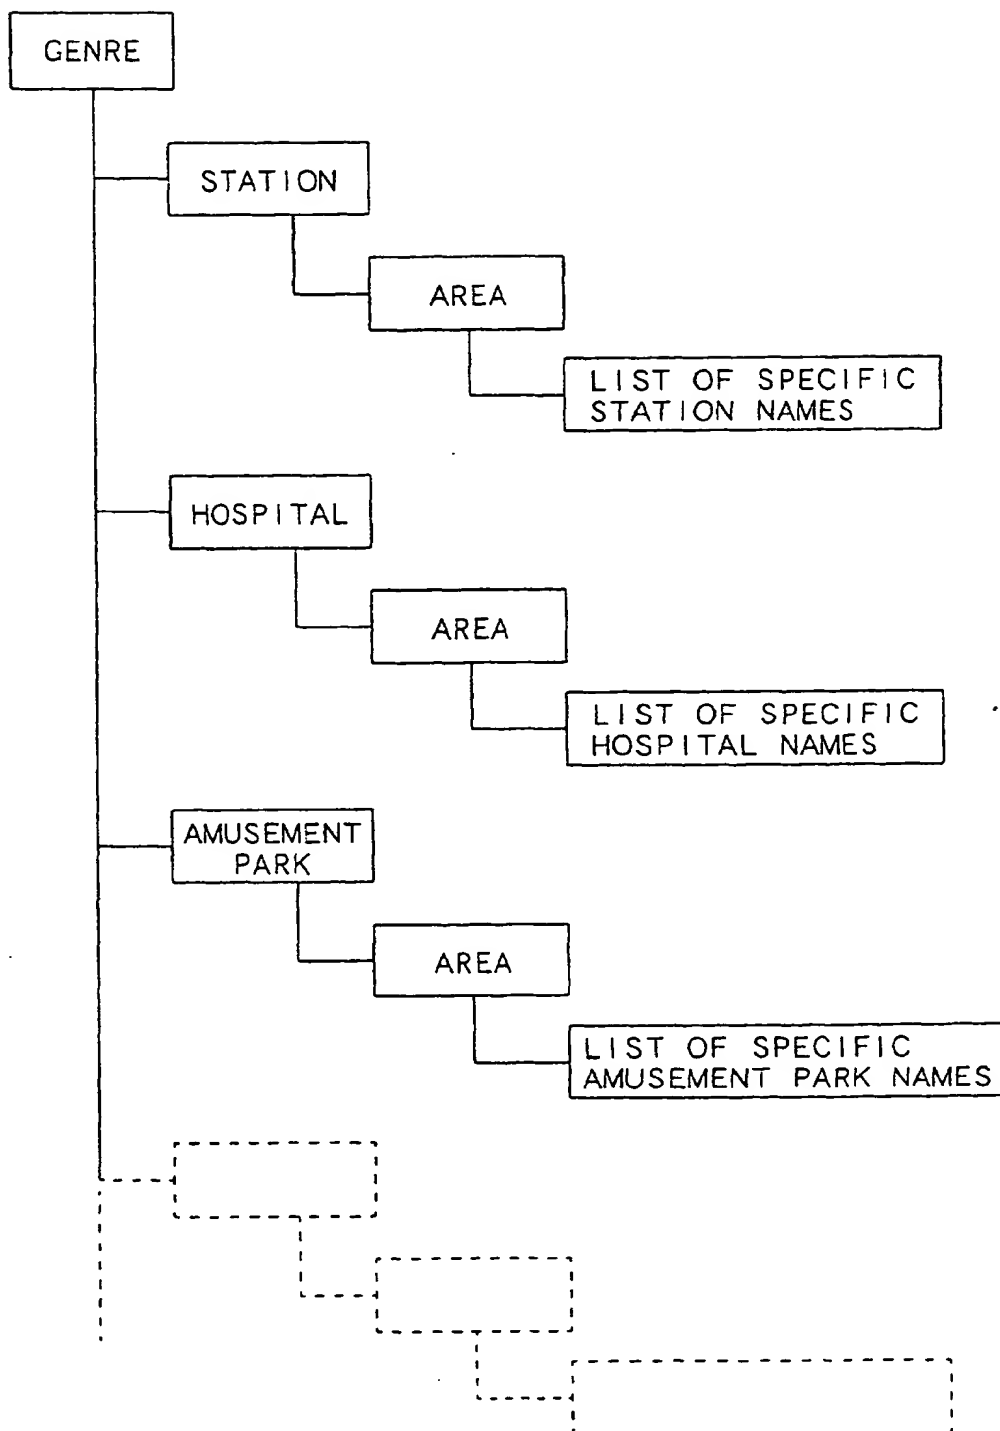 GENRE
STATION
AREA
LIST OF SPECIFIC
STATION NAMES
HOSPITAL
AREA
LIST OF SPECIFIC
HOSPITAL NAMES
AMUSEMENT
PARK
AREA
LIST OF SPECIFIC
AMUSEMENT PARK NAMES